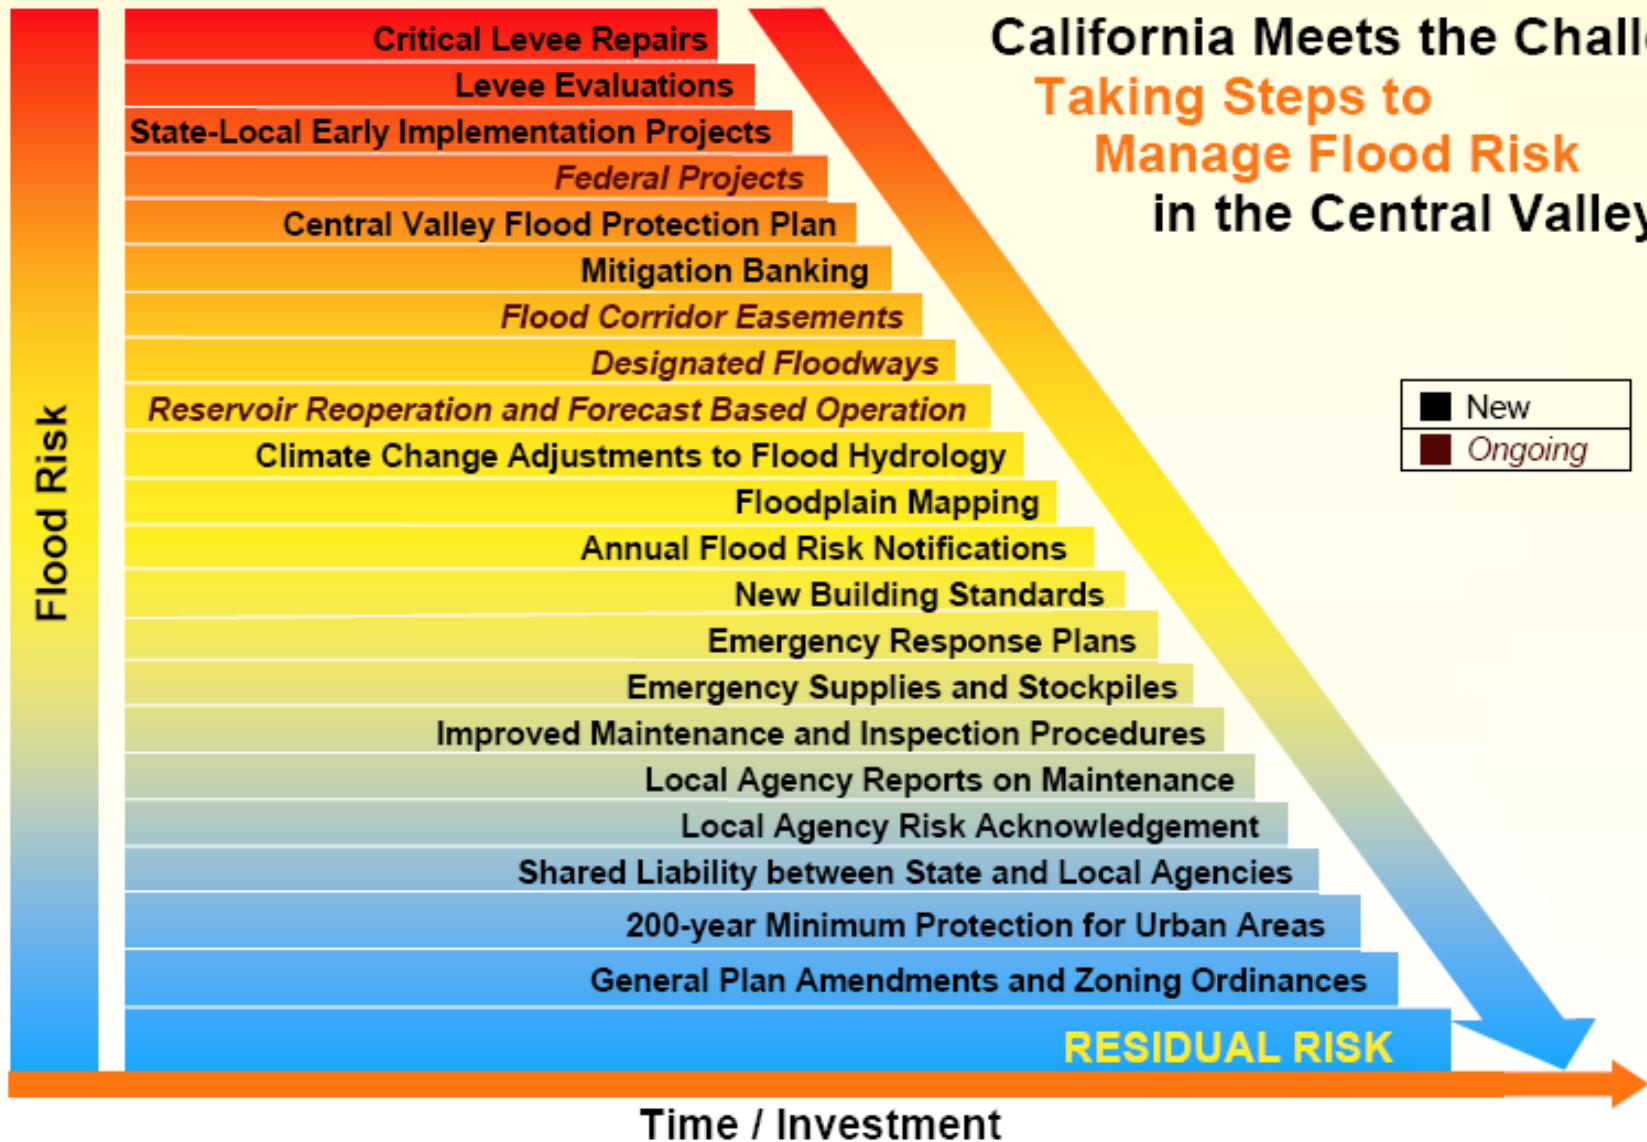 California Meets the Chall
Taking Steps to
Manage Flood Risk
in the Central Valley
Critical Levee Repairs
Levee Evaluations
State-Local Early Implementation Projects
Federal Projects
Central Valley Flood Protection Plan
Mitigation Banking
Flood Corridor Easements
Designated Floodways
Reservoir Reoperation and Forecast Based Operation
Climate Change Adjustments to Flood Hydrology
Floodplain Mapping
Annual Flood Risk Notifications
New Building Standards
Emergency Response Plans
Emergency Supplies and Stockpiles
Improved Maintenance and Inspection Procedures
Local Agency Reports on Maintenance
Local Agency Risk Acknowledgement
Shared Liability between State and Local Agencies
200-year Minimum Protection for Urban Areas
General Plan Amendments and Zoning Ordinances
RESIDUAL RISK
Flood Risk
New
Ongoing
Time / Investment